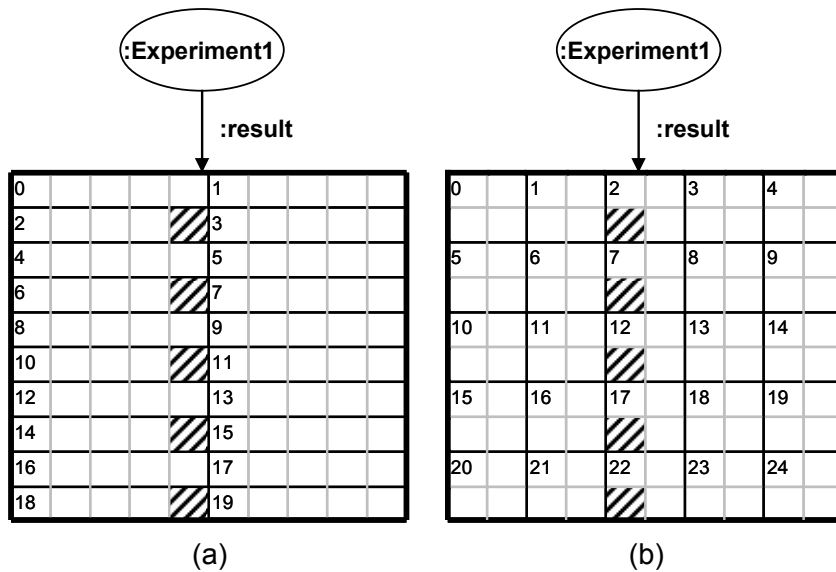 :Experiment1 :Experiment1
:result :result
0 1 0 1 2 3 4
2 3
4 5 5 6 7 8 9
6 7
8 9 10 11 12 13 14
10 11
12 13 15 16 17 18 19
14 15
16 17 20 21 22 23 24
18 19
(a) (b)